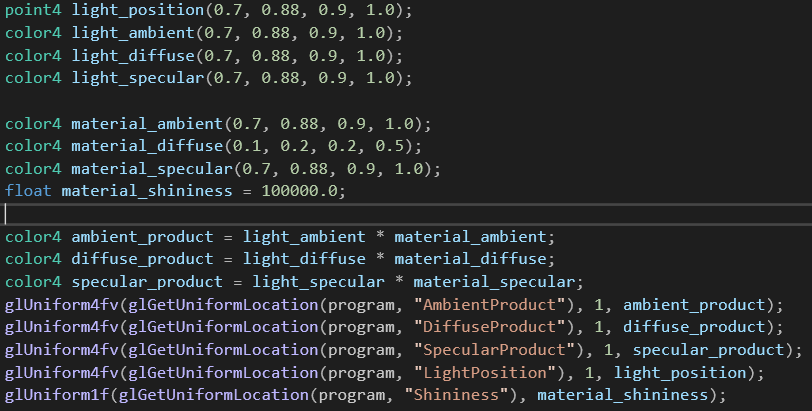 point4 light_position(0.7, 0.88, 0.9, 1.0);
color4 light_ambient(0.7, 0.88, 0.9, 1.0);
color4 light_diffuse(0.7, 0.88, 0.9, 1.0);
color4 light_specular(0.7, 0.88, 0.9, 1.0);
color4 material_ambient(0.7, 0.88, 0.9, 1.0);
color4 material_diffuse(0.1, 0.2, 0.2, 0.5);
color4 material_specular(0.7, 0.88, 0.9, 1.0);
float material_shininess = 100000.0;
color4 ambient_product = light_ambient * material_ambient;
color4 diffuse_product = light_diffuse * material_diffuse;
color4 specular_product = light_specular * material_specular;
glUniform4fv(glGetUniformLocation(program, "AmbientProduct"), 1, ambient_product);
glUniform4fv(glGetUniformLocation(program, "DiffuseProduct"), 1, diffuse_product);
glUniform4fv(glGetUniformLocation(program, "SpecularProduct"), 1, specular_product);
glUniform4fv(glGetUniformLocation(program, "LightPosition"), 1, light_position);
glUniform1f(glGetUniformLocation(program, "Shininess"), material_shininess);